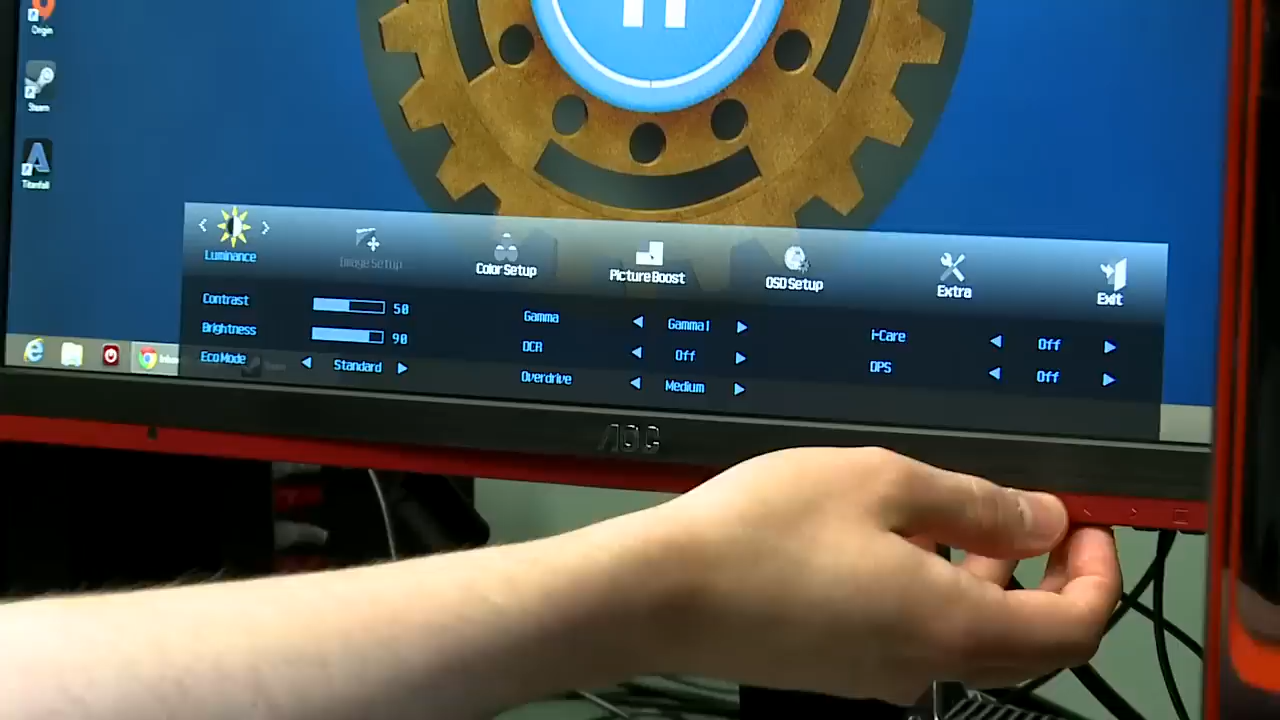 Origin
Steam
Titanfall
Luminance
Image Setup
Color Setup
Picture Boost
OSD Setup
Extra
Exit
Contrast 50
Brightness 90
Eco Mode Standard
Gamma Gamma1
DCR Off
Overdrive Medium
i-Care Off
DPS Off
AOC